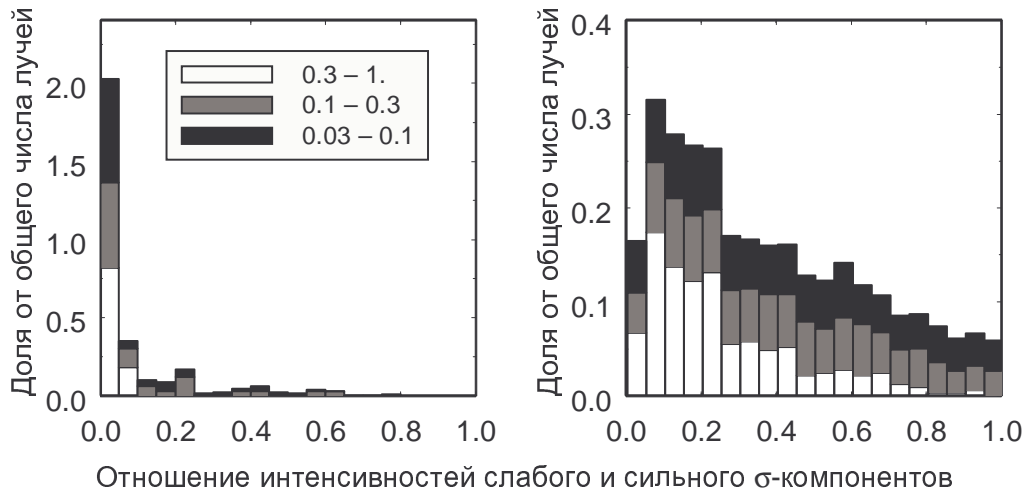 Доля от общего числа лучей
2.0
1.5
1.0
0.5
0.0
0.0 0.2 0.4 0.6 0.8 1.0
0.3 – 1.
0.1 – 0.3
0.03 – 0.1
Доля от общего числа лучей
0.4
0.3
0.2
0.1
0.0
0.0 0.2 0.4 0.6 0.8 1.0
Отношение интенсивностей слабого и сильного σ-компонентов